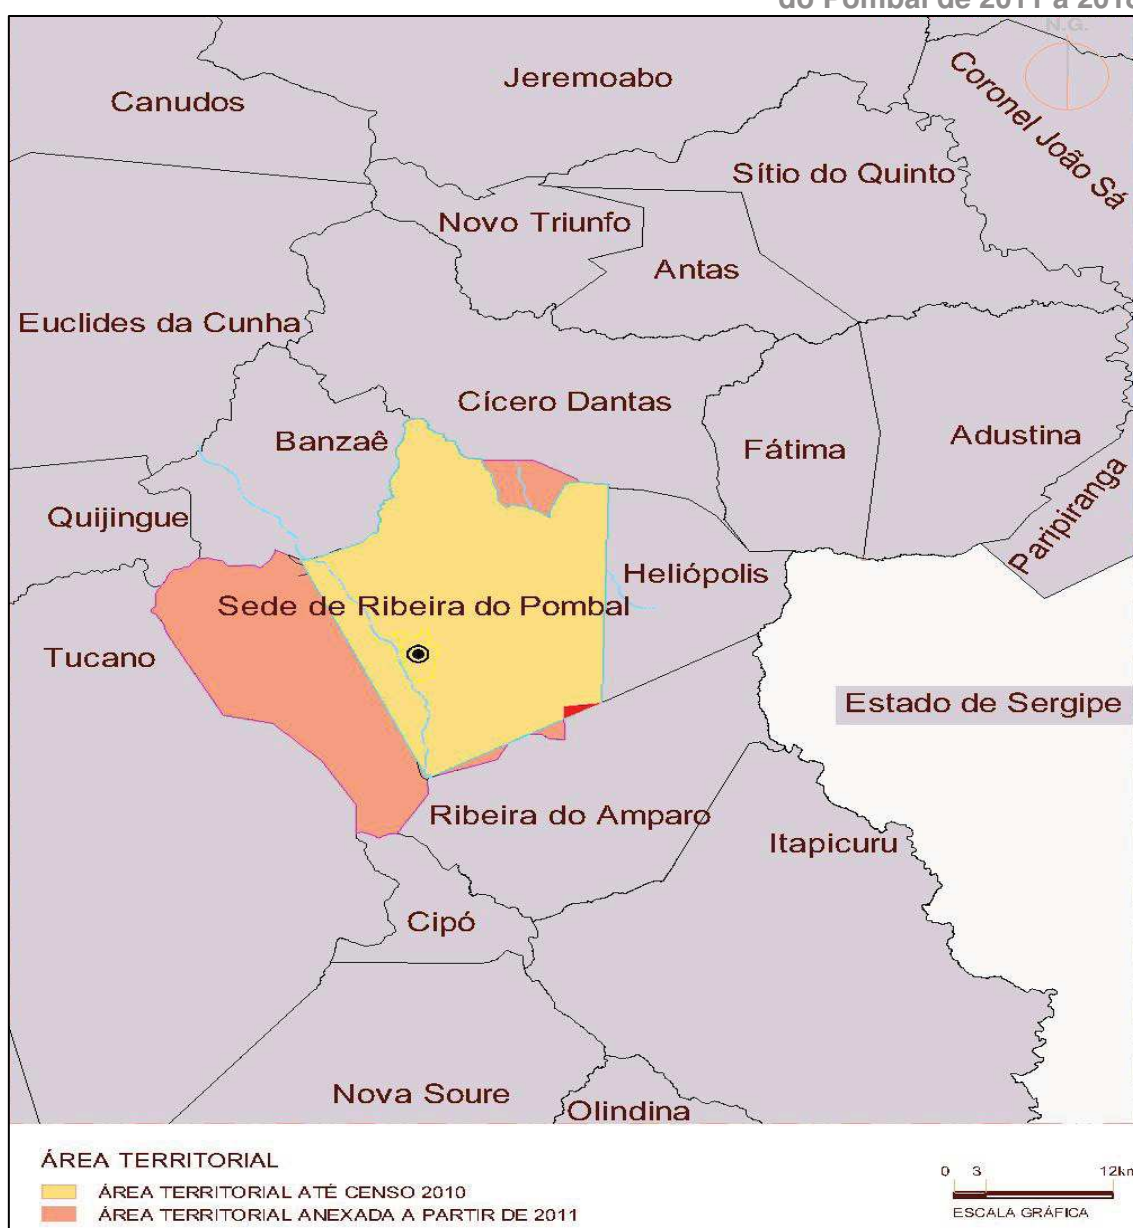 do Pombal de 2011 a 2018
N.G.
Jeremoabo
Canudos
Coronel João Sá
Sítio do Quinto
Novo Triunfo
Antas
Euclides da Cunha
Cícero Dantas
Banzaê
Fátima
Adustina
Paripiranga
Quijingue
Heliópolis
Sede de Ribeira do Pombal
Tucano
Estado de Sergipe
Ribeira do Amparo
Itapicuru
Cipó
Nova Soure
Olindina
ÁREA TERRITORIAL
ÁREA TERRITORIAL ATÉ CENSO 2010
ÁREA TERRITORIAL ANEXADA A PARTIR DE 2011
0 3 12km
ESCALA GRÁFICA